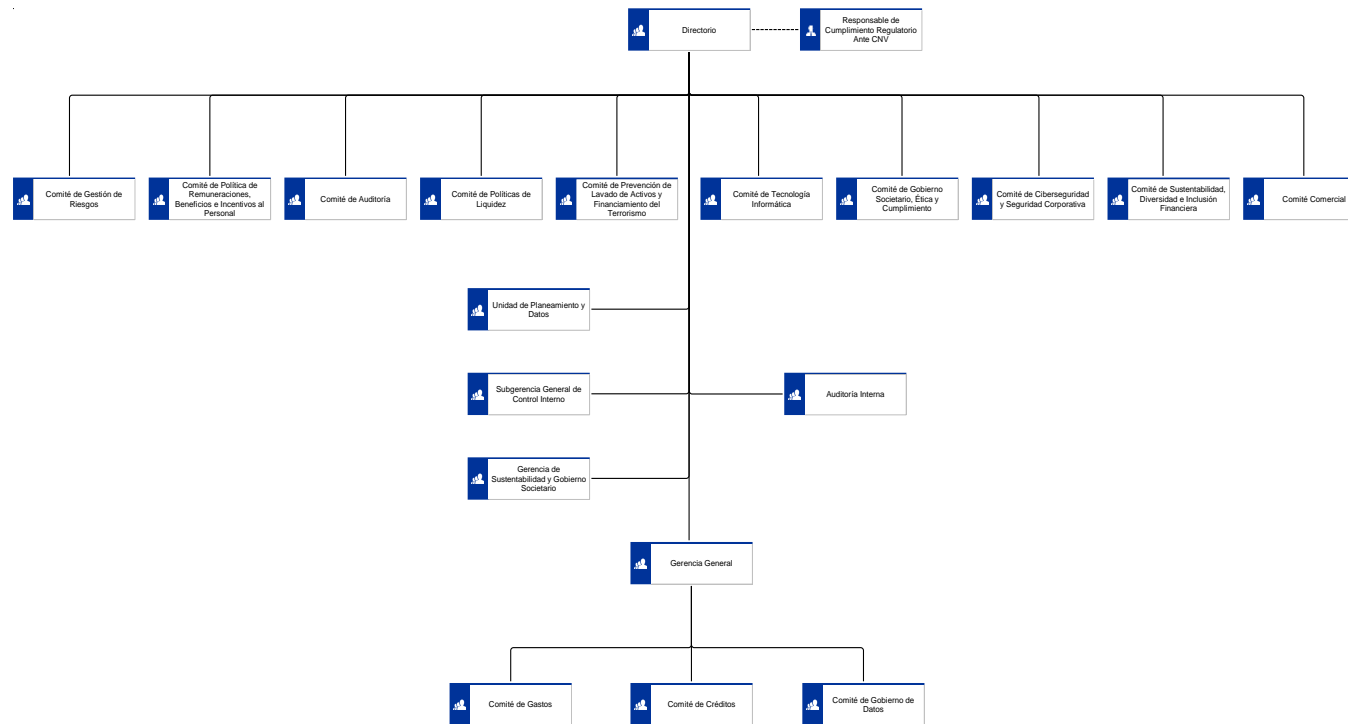 Directorio
Responsable de
Cumplimiento Regulatorio
Ante CNV
Comité de Gestión de
Riesgos
Comité de Política de
Remuneraciones,
Beneficios e Incentivos al
Personal
Comité de Auditoría
Comité de Políticas de
Liquidez
Comité de Prevención de
Lavado de Activos y
Financiamiento del
Terrorismo
Comité de Tecnología
Informática
Comité de Gobierno
Societario, Ética y
Cumplimiento
Comité de Ciberseguridad
y Seguridad Corporativa
Comité de Sustentabilidad,
Diversidad e Inclusión
Financiera
Comité Comercial
Unidad de Planeamiento y
Datos
Subgerencia General de
Control Interno
Auditoría Interna
Gerencia de
Sustentabilidad y Gobierno
Societario
Gerencia General
Comité de Gastos
Comité de Créditos
Comité de Gobierno de
Datos